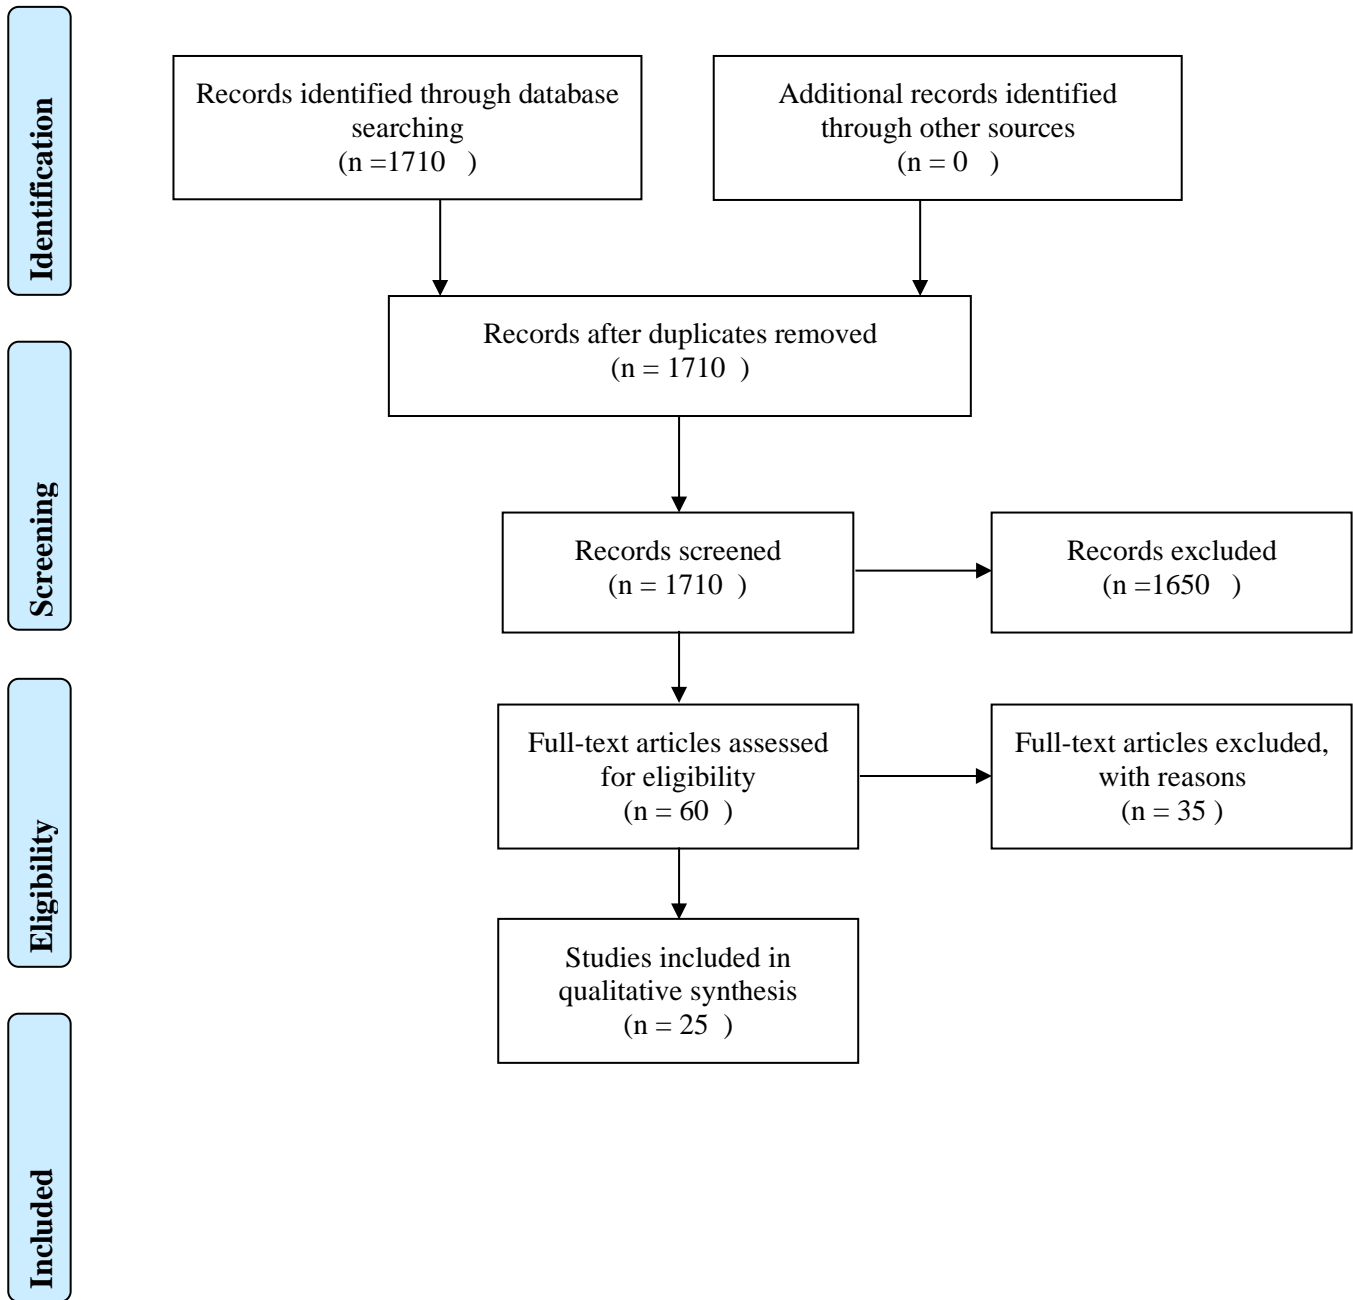 Identification
Records identified through database
searching
(n =1710   )
Additional records identified
through other sources
(n = 0   )
Records after duplicates removed
(n = 1710  )
Screening
Records screened
(n = 1710  )
Records excluded
(n =1650   )
Eligibility
Full-text articles assessed
for eligibility
(n = 60  )
Full-text articles excluded,
with reasons
(n = 35 )
Studies included in
qualitative synthesis
(n = 25  )
Included